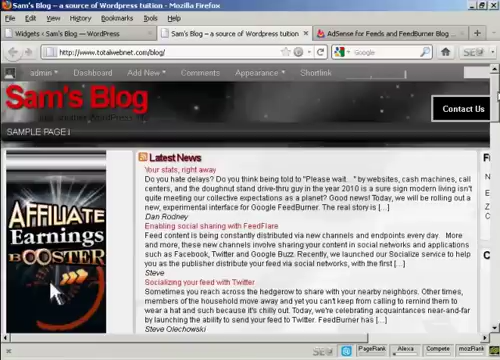 Sam's Blog – a source of Wordpress tuition – Mozilla Firefox
File Edit View History Bookmarks Tools Help
Widgets ‹ Sam's Blog — WordPress
Sam's Blog – a source of Wordpress tuition
AdSense for Feeds and FeedBurner Blog ...
http://www.totalwebnet.com/blog/
Google
admin Dashboard Add New Comments Appearance Shortlink
Sam's Blog
Contact Us
SAMPLE PAGE
AFFILIATE
Earnings
BOOSTER
Latest News
Your stats, right away
Do you hate delays? Do you think being told to "Please wait..." by websites, cash machines, call
centers, and the doughnut stand drive-thru guy in the year 2010 is a sure sign modern living isn't
quite meeting our collective expectations as a planet? Good news! Today, we will be rolling out a
new, experimental interface for Google FeedBurner. The real story is [...]
Dan Rodney
Enabling social sharing with FeedFlare
Feed content is being constantly distributed via new channels and endpoints every day. More
and more, these new channels involve sharing your content in social networks and applications
such as Facebook, Twitter and Google Buzz. Recently, we launched our Socialize service to help
you as the publisher distribute your feed via social networks, with the first [...]
Steve
Socializing your feed with Twitter
Sometimes you reach across the hedgerow to share with your nearby neighbors. Other times,
members of the household move away and yet you can't keep from calling to remind them to
wear a hat and such because it's chilly out. Today, we're celebrating acquaintances near-and-far
by launching the ability to send your feed to Twitter. FeedBurner has [...]
Steve Olechowski
PageRank Alexa Compete mozRank